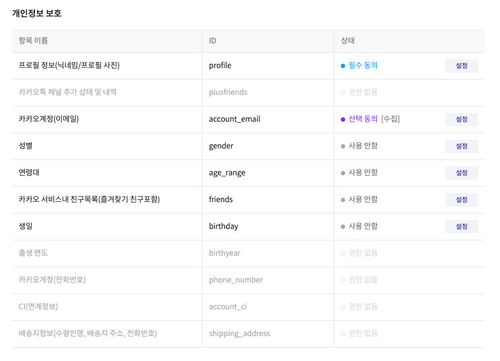 개인정보 보호
항목 이름 ID 상태
프로필 정보(닉네임/프로필 사진) profile 필수 동의 설정
카카오톡 채널 추가 상태 및 내역 plusfriends 권한 없음
카카오계정(이메일) account_email 선택 동의 [수집] 설정
성별 gender 사용 안함 설정
연령대 age_range 사용 안함 설정
카카오 서비스내 친구목록(즐겨찾기 친구포함) friends 사용 안함 설정
생일 birthday 사용 안함 설정
출생 연도 birthyear 권한 없음
카카오계정(전화번호) phone_number 권한 없음
CI(연계정보) account_ci 권한 없음
배송지정보(수령인명, 배송지 주소, 전화번호) shipping_address 권한 없음